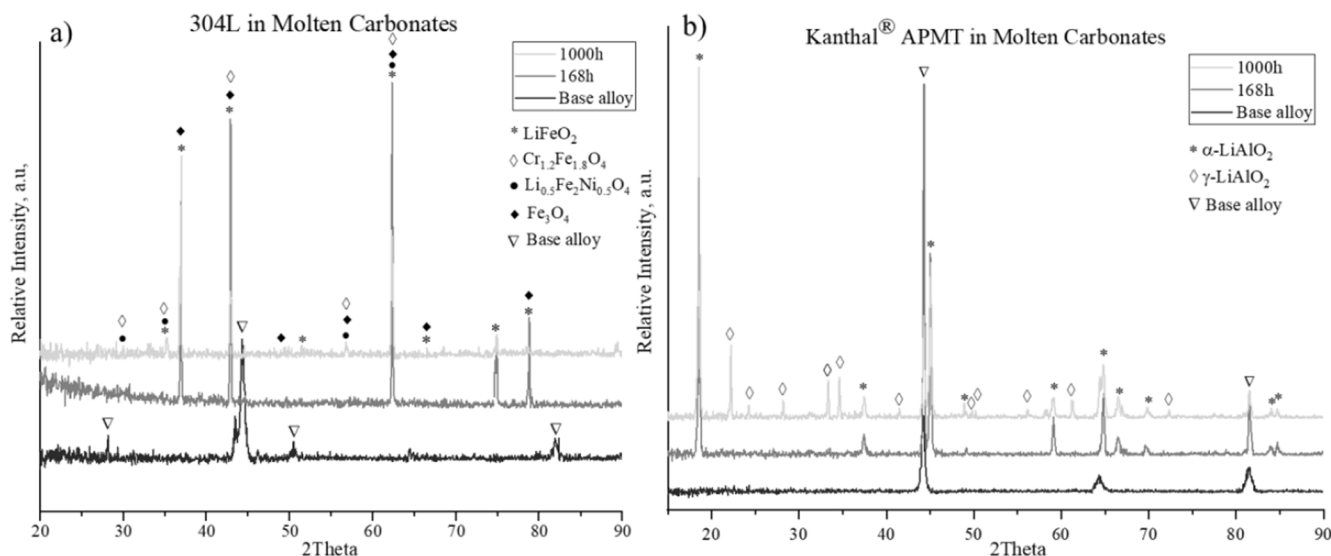 a)
304L in Molten Carbonates
1000h
168h
Base alloy
* LiFeO₂
◊ Cr₁.₂Fe₁.₈O₄
● Li₀.₅Fe₂Ni₀.₅O₄
◆ Fe₃O₄
▽ Base alloy
Relative Intensity, a.u,
20 30 40 50 60 70 80 90
2Theta
b)
Kanthal® APMT in Molten Carbonates
1000h
168h
Base alloy
* α-LiAlO₂
◊ γ-LiAlO₂
▽ Base alloy
Relative Intensity, a.u.
20 30 40 50 60 70 80 90
2Theta